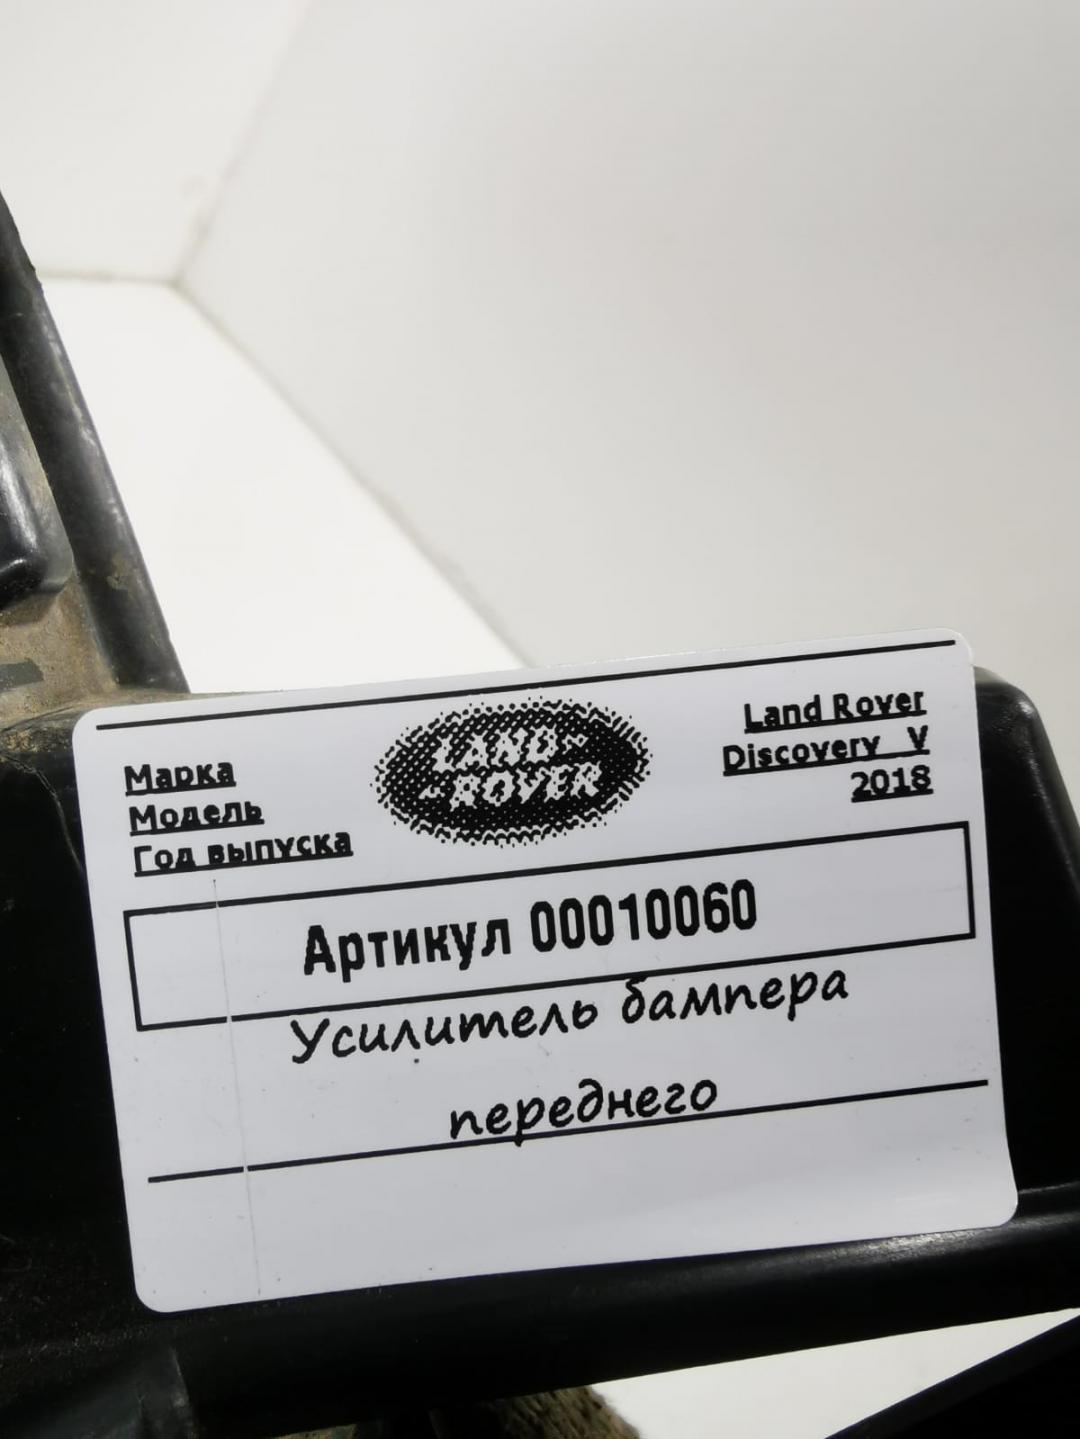 Марка
Модель
Год выпуска
LAND-
-ROVER
Land Rover
Discovery V
2018
Артикул 00010060
Усилитель бампера
переднего